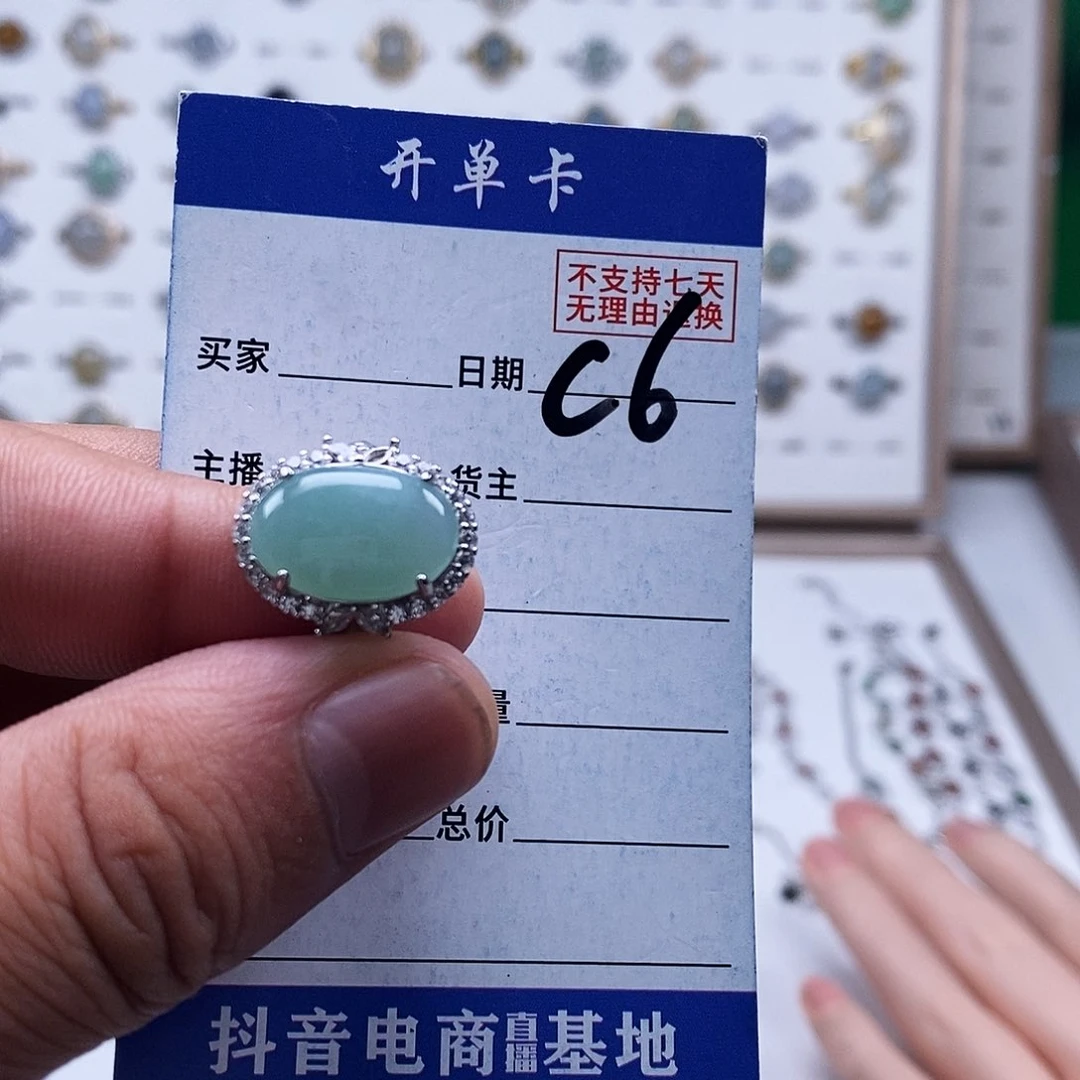 开单卡
不支持七天
无理由退换
买家 日期 C6
主播 货主
量
总价
抖音电商直播基地